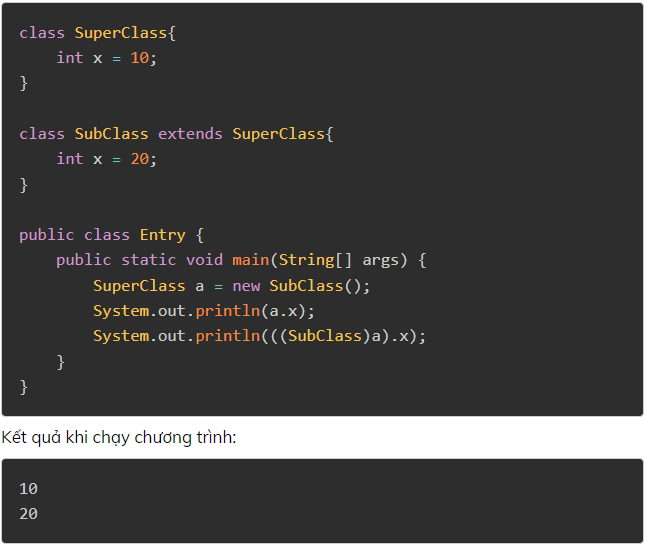 class SuperClass{
    int x = 10;
}

class SubClass extends SuperClass{
    int x = 20;
}

public class Entry {
    public static void main(String[] args) {
        SuperClass a = new SubClass();
        System.out.println(a.x);
        System.out.println(((SubClass)a).x);
    }
}
Kết quả khi chạy chương trình:
10
20